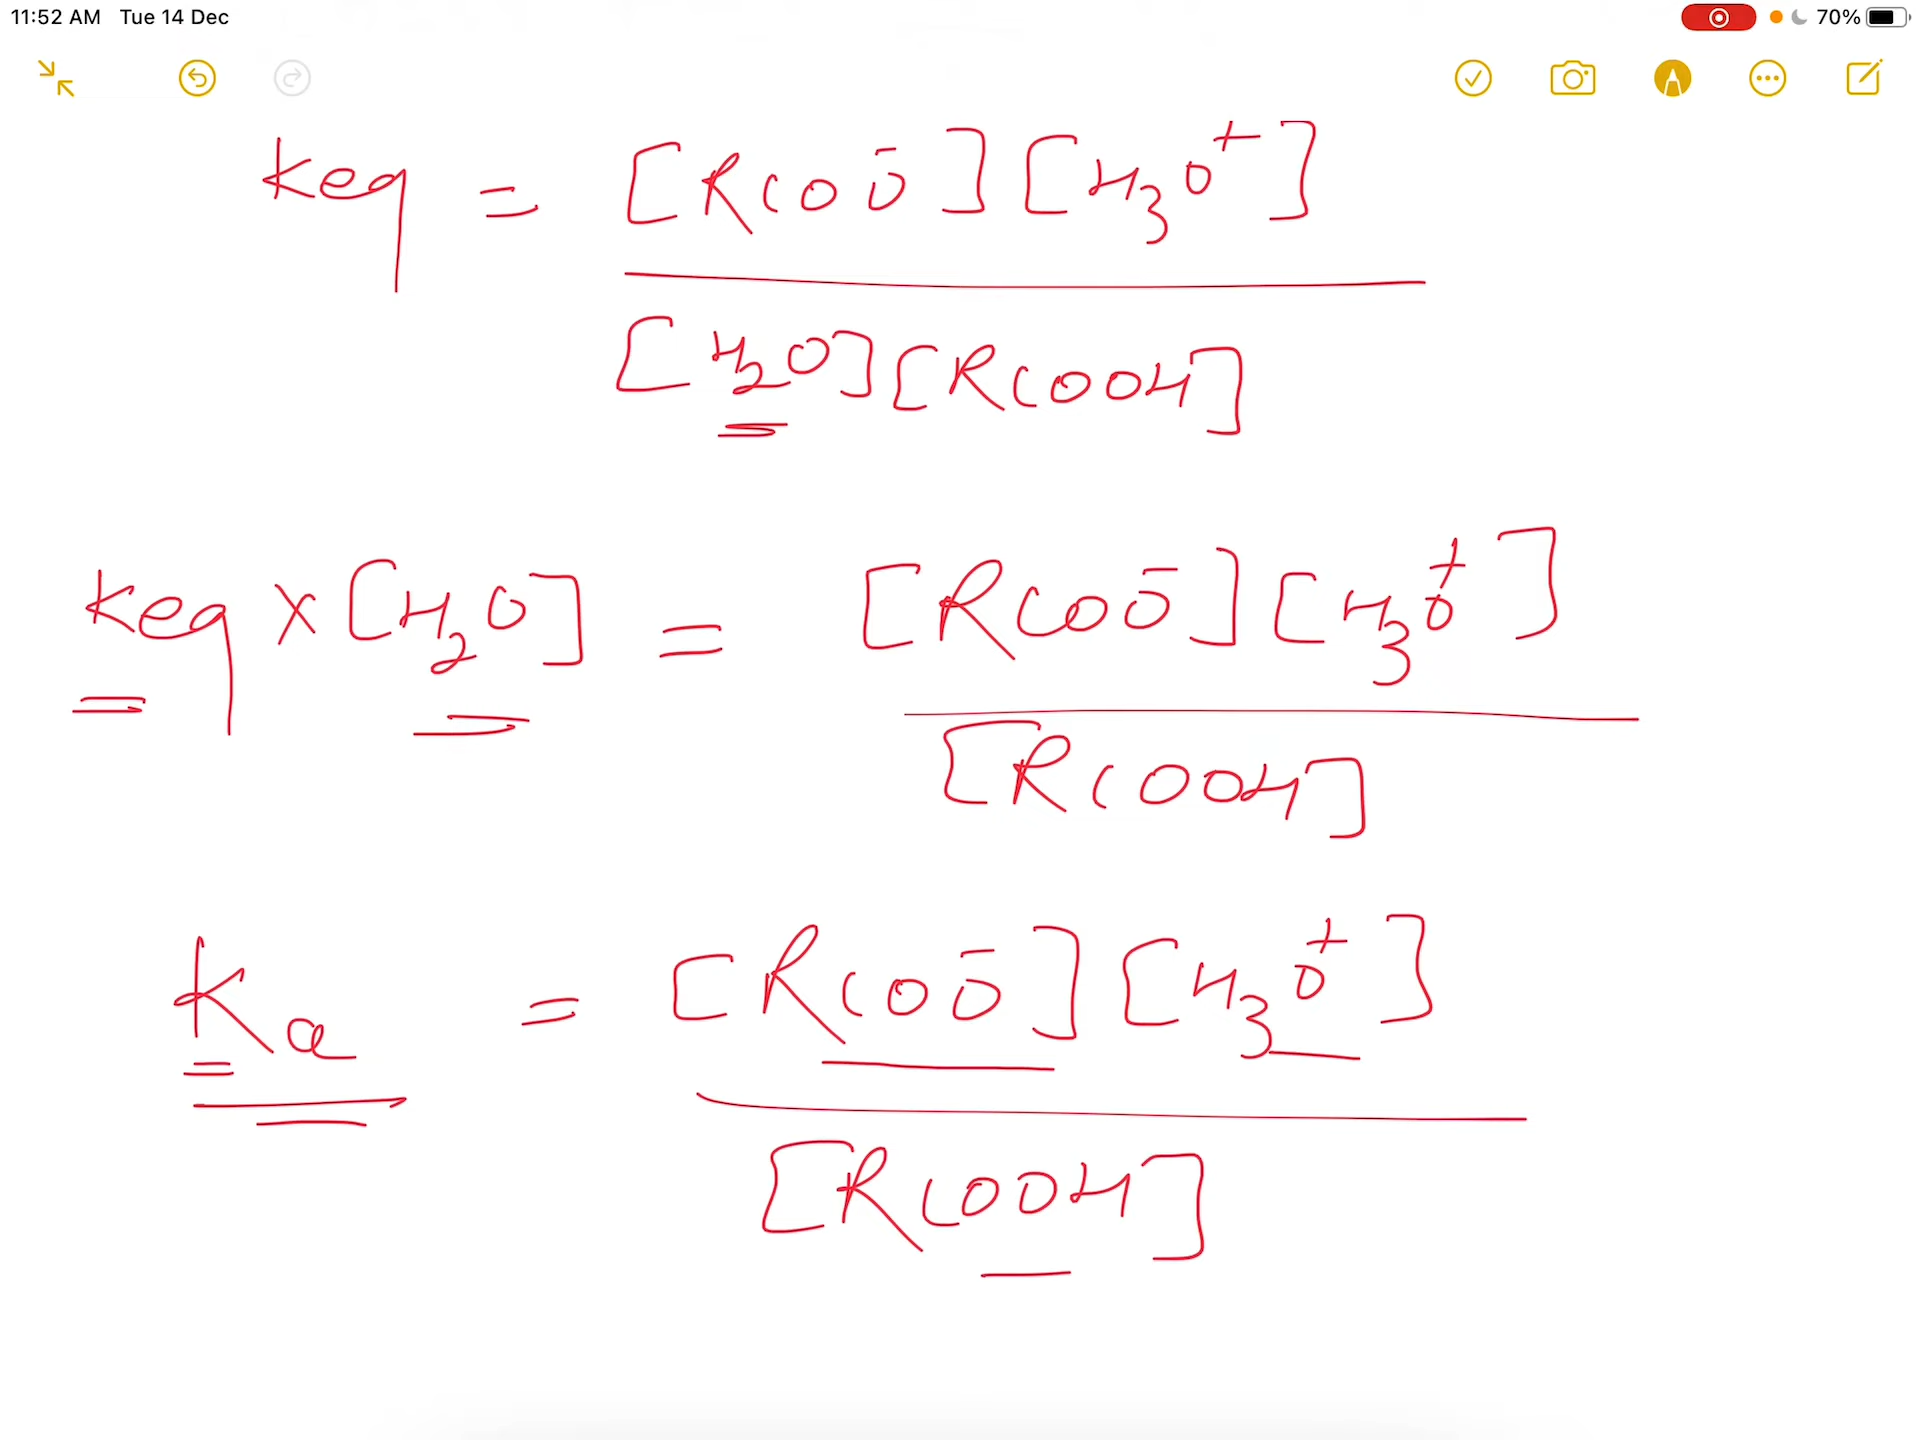 11:52 AM Tue 14 Dec 70%
Keq = [RCOO⁻][H₃O⁺]
[H₂O][RCOOH]
Keq × [H₂O] = [RCOO⁻][H₃O⁺]
[RCOOH]
Ka = [RCOO⁻][H₃O⁺]
[RCOOH]